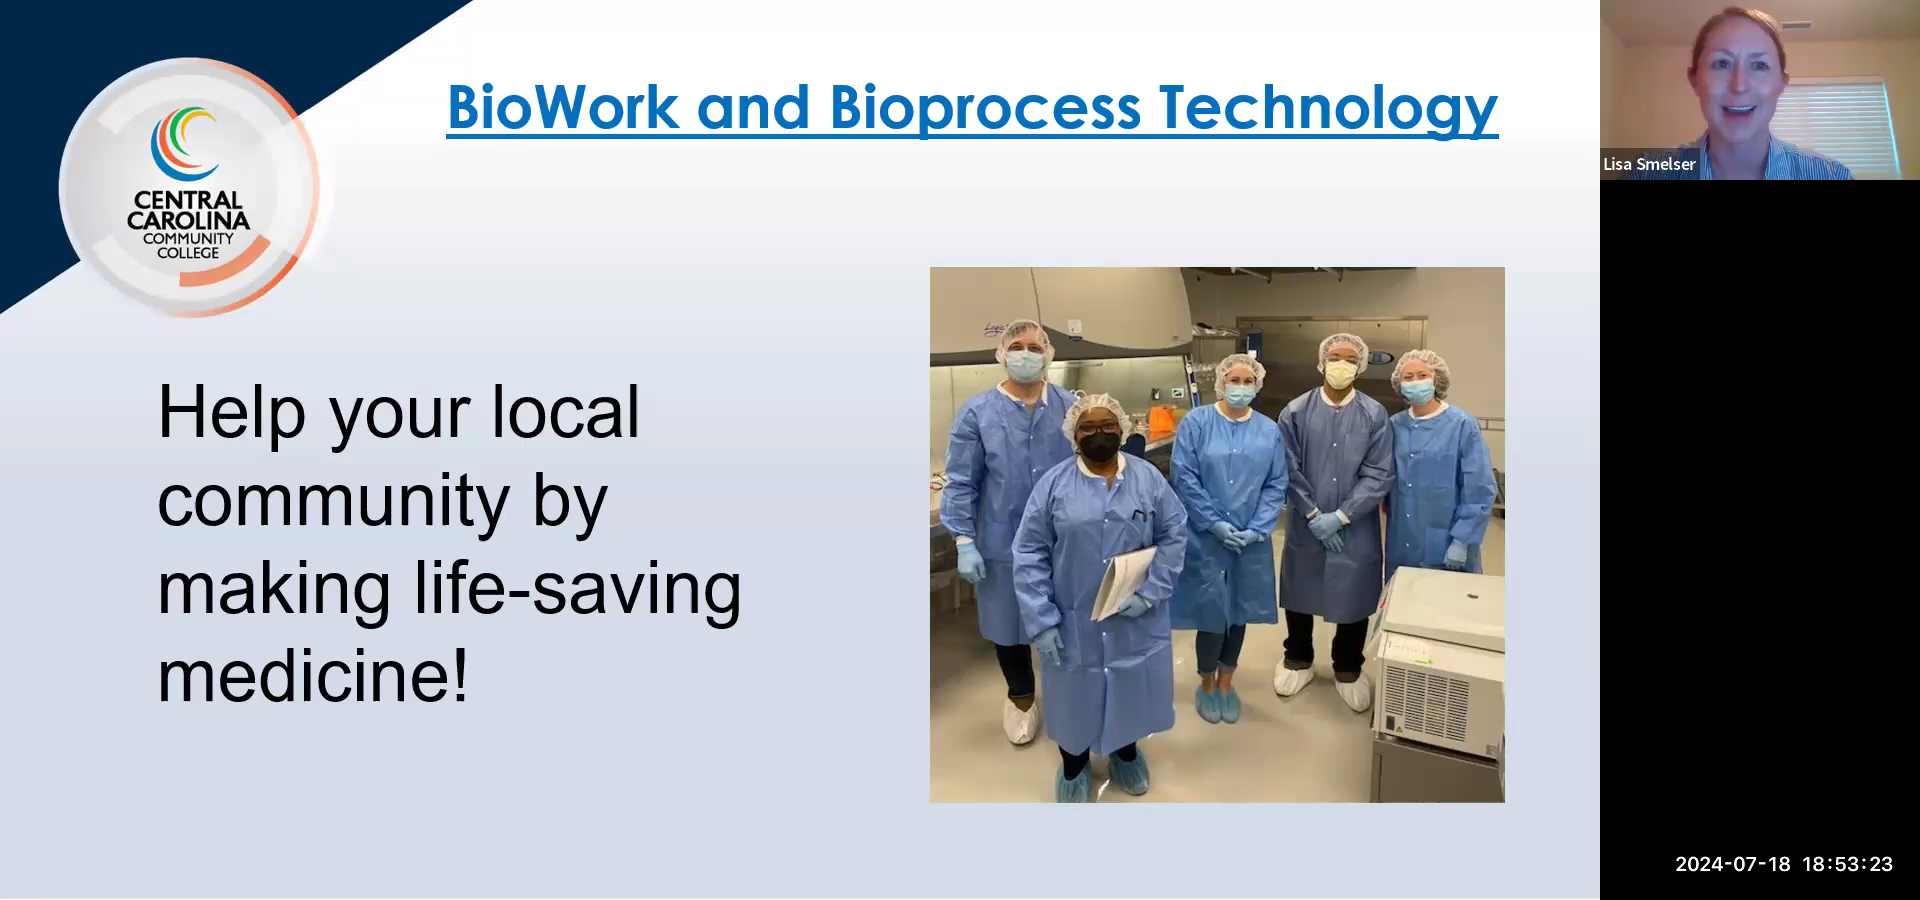 BioWork and Bioprocess Technology
CENTRAL
CAROLINA
COMMUNITY
COLLEGE
Help your local
community by
making life-saving
medicine!
Lisa Smelser
2024-07-18 18:53:23